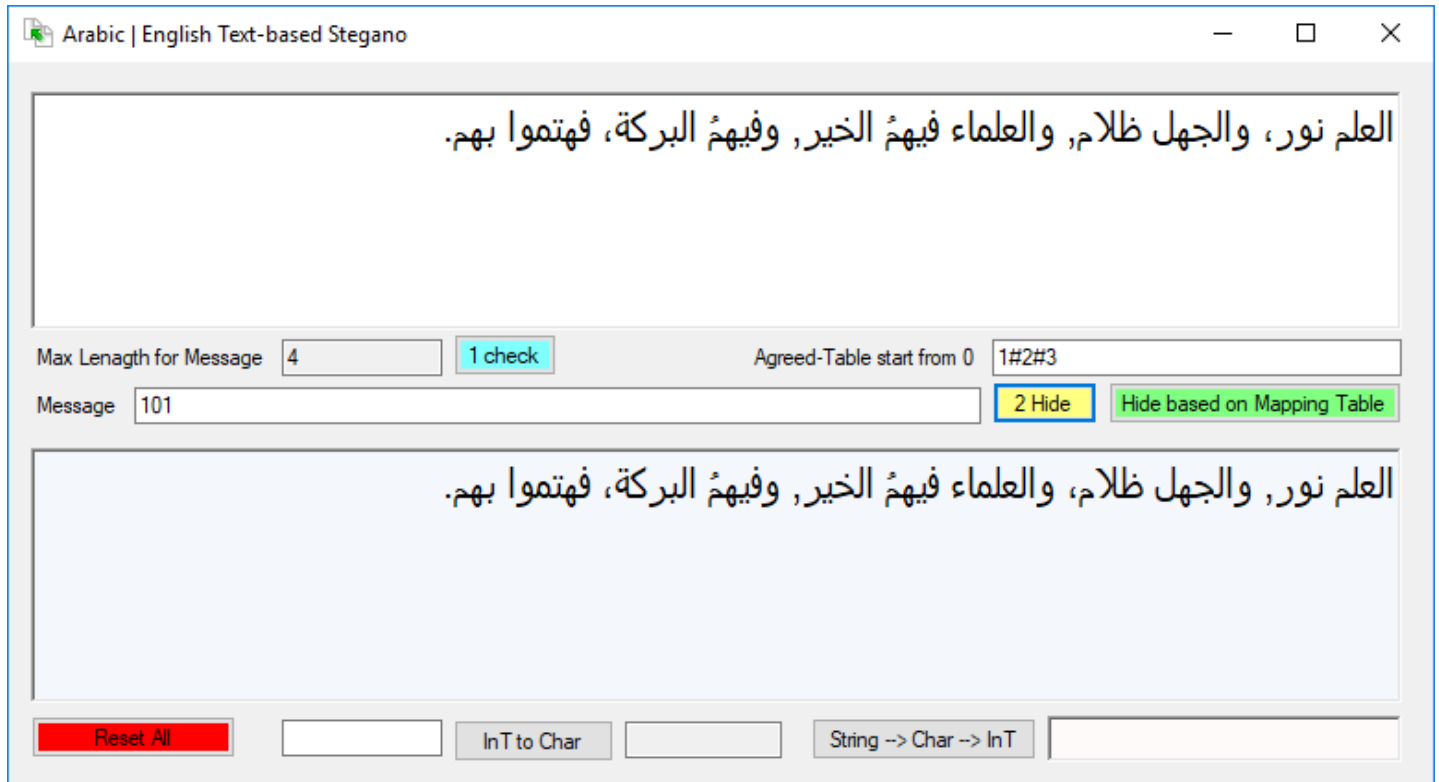 Arabic | English Text-based Stegano
العلم نور، والجهل ظلام, والعلماء فيهمُ الخير, وفيهمُ البركة، فهتموا بهم.
Max Lenagth for Message 4 1 check Agreed-Table start from 0 1#2#3
Message 101 2 Hide Hide based on Mapping Table
العلم نور, والجهل ظلام، والعلماء فيهمُ الخير, وفيهمُ البركة، فهتموا بهم.
Reset All InT to Char String --> Char --> InT